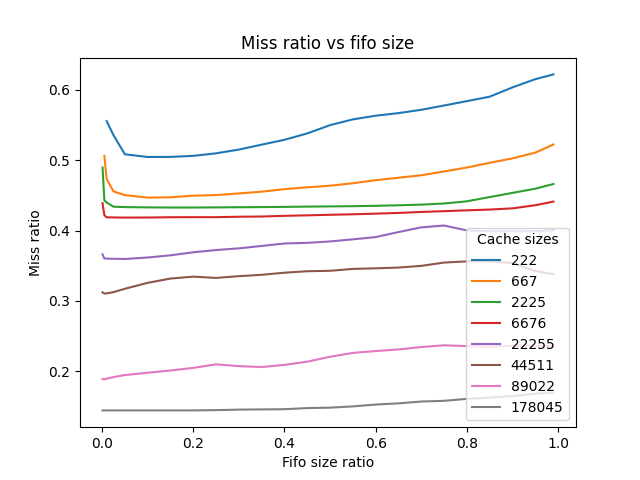 Miss ratio vs fifo size
Miss ratio
0.6
0.5
0.4
0.3
0.2
Cache sizes
222
667
2225
6676
22255
44511
89022
178045
0.0 0.2 0.4 0.6 0.8 1.0
Fifo size ratio